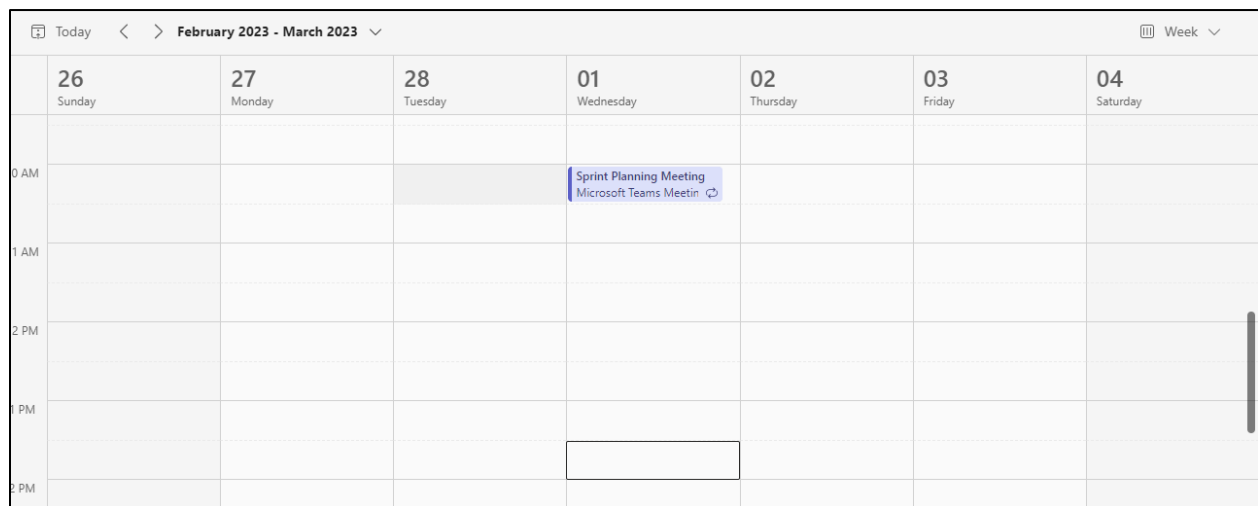 Today February 2023 - March 2023 Week
26 27 28 01 02 03 04
Sunday Monday Tuesday Wednesday Thursday Friday Saturday
0 AM
Sprint Planning Meeting
Microsoft Teams Meetin
1 AM
2 PM
1 PM
2 PM